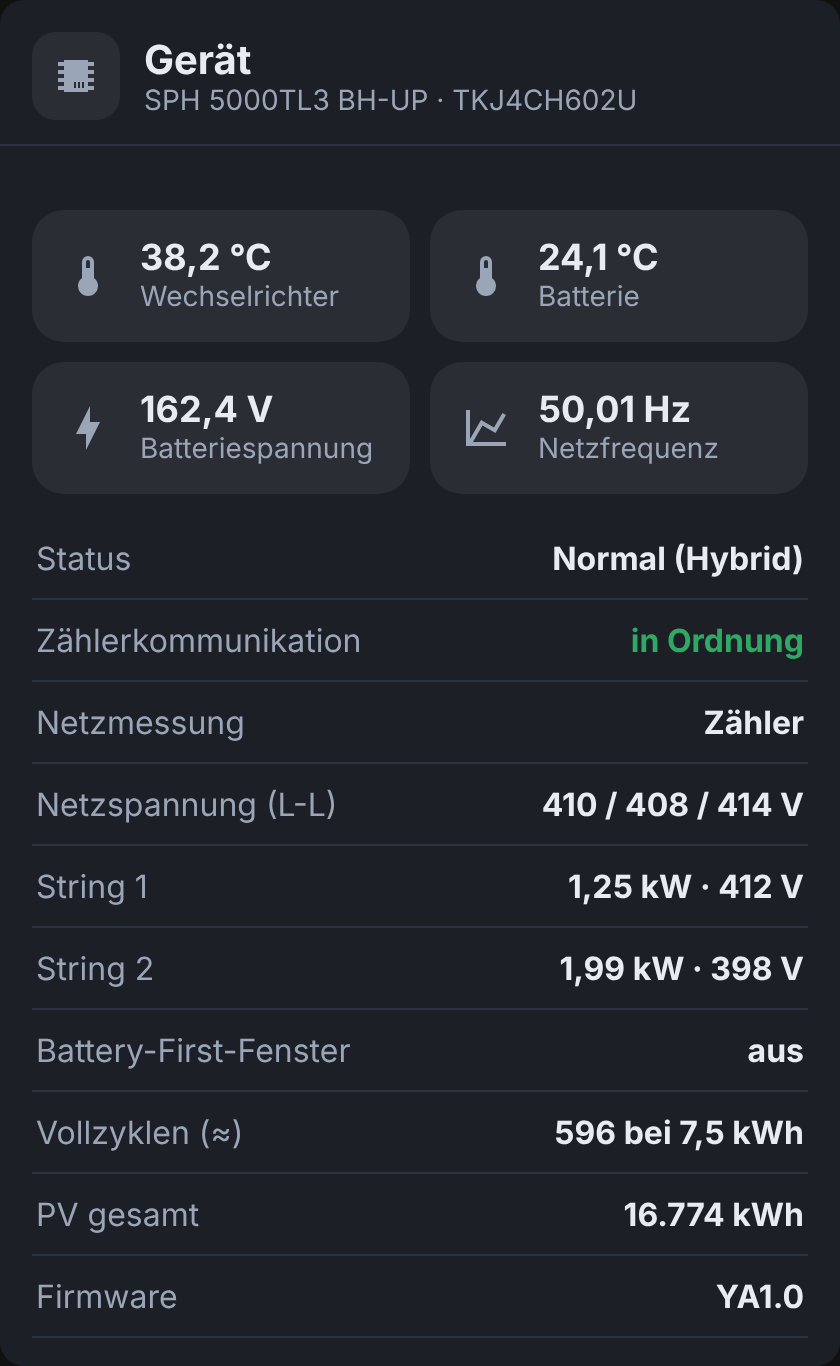 Gerät
SPH 5000TL3 BH-UP · TKJ4CH602U
38,2 °C
Wechselrichter
24,1 °C
Batterie
162,4 V
Batteriespannung
50,01 Hz
Netzfrequenz
Status Normal (Hybrid)
Zählerkommunikation in Ordnung
Netzmessung Zähler
Netzspannung (L-L) 410 / 408 / 414 V
String 1 1,25 kW · 412 V
String 2 1,99 kW · 398 V
Battery-First-Fenster aus
Vollzyklen (≈) 596 bei 7,5 kWh
PV gesamt 16.774 kWh
Firmware YA1.0